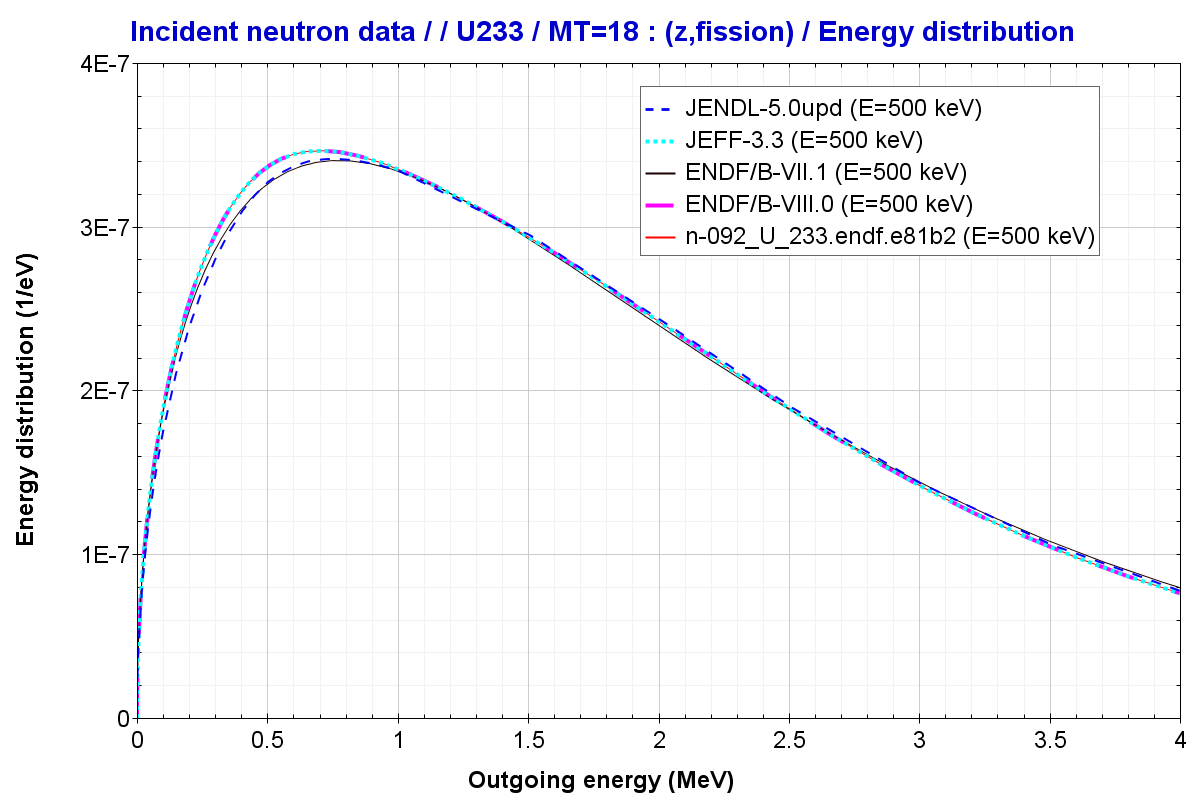 Incident neutron data / / U233 / MT=18 : (z,fission) / Energy distribution
4E-7
3E-7
2E-7
1E-7
0
Energy distribution (1/eV)
JENDL-5.0upd (E=500 keV)
JEFF-3.3 (E=500 keV)
ENDF/B-VII.1 (E=500 keV)
ENDF/B-VIII.0 (E=500 keV)
n-092_U_233.endf.e81b2 (E=500 keV)
0 0.5 1 1.5 2 2.5 3 3.5 4
Outgoing energy (MeV)